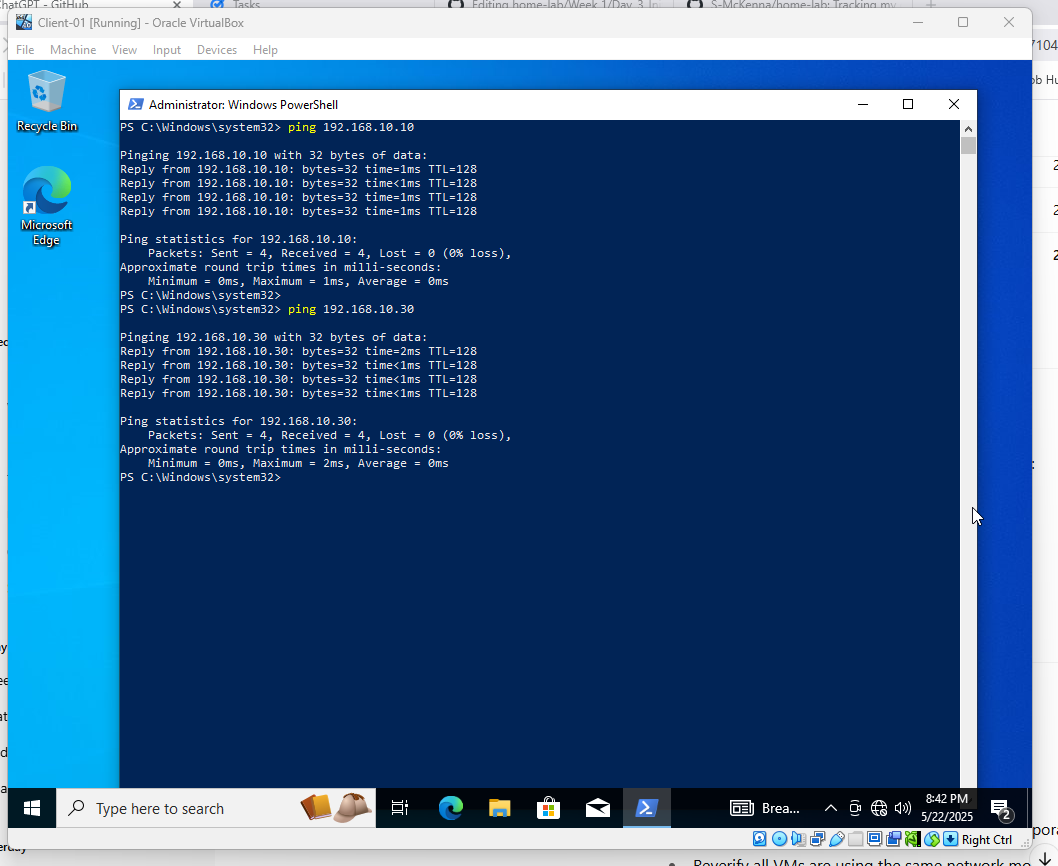 ChatGPT - GitHub
Tasks
Editing home-lab/Week 1/Day_3_In
S-McKenna/home-lab: Tracking my
Client-01 [Running] - Oracle VirtualBox
File Machine View Input Devices Help
Recycle Bin
Microsoft
Edge
Administrator: Windows PowerShell
PS C:\Windows\system32> ping 192.168.10.10
Pinging 192.168.10.10 with 32 bytes of data:
Reply from 192.168.10.10: bytes=32 time=1ms TTL=128
Reply from 192.168.10.10: bytes=32 time<1ms TTL=128
Reply from 192.168.10.10: bytes=32 time=1ms TTL=128
Reply from 192.168.10.10: bytes=32 time=1ms TTL=128
Ping statistics for 192.168.10.10:
    Packets: Sent = 4, Received = 4, Lost = 0 (0% loss),
Approximate round trip times in milli-seconds:
    Minimum = 0ms, Maximum = 1ms, Average = 0ms
PS C:\Windows\system32>
PS C:\Windows\system32> ping 192.168.10.30
Pinging 192.168.10.30 with 32 bytes of data:
Reply from 192.168.10.30: bytes=32 time=2ms TTL=128
Reply from 192.168.10.30: bytes=32 time<1ms TTL=128
Reply from 192.168.10.30: bytes=32 time<1ms TTL=128
Reply from 192.168.10.30: bytes=32 time<1ms TTL=128
Ping statistics for 192.168.10.30:
    Packets: Sent = 4, Received = 4, Lost = 0 (0% loss),
Approximate round trip times in milli-seconds:
    Minimum = 0ms, Maximum = 2ms, Average = 0ms
PS C:\Windows\system32>
Type here to search
Brea...
8:42 PM
5/22/2025
2
Right Ctrl
Reverify all VMs are using the same network mo